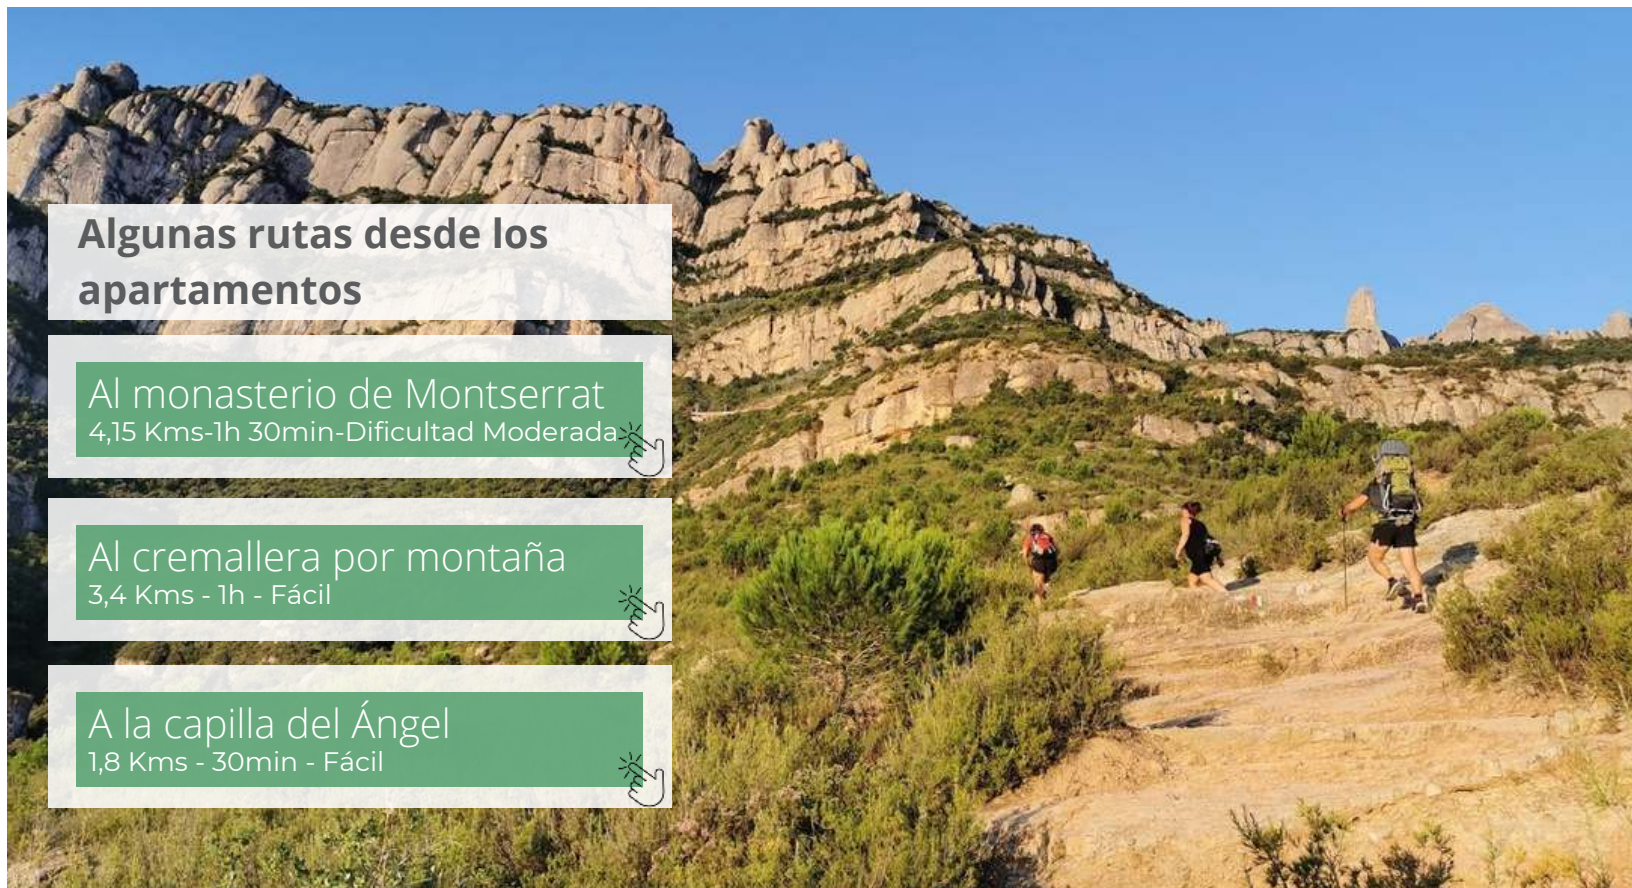 Algunas rutas desde los
apartamentos
Al monasterio de Montserrat
4,15 Kms-1h 30min-Dificultad Moderada
Al cremallera por montaña
3,4 Kms - 1h - Fácil
A la capilla del Ángel
1,8 Kms - 30min - Fácil